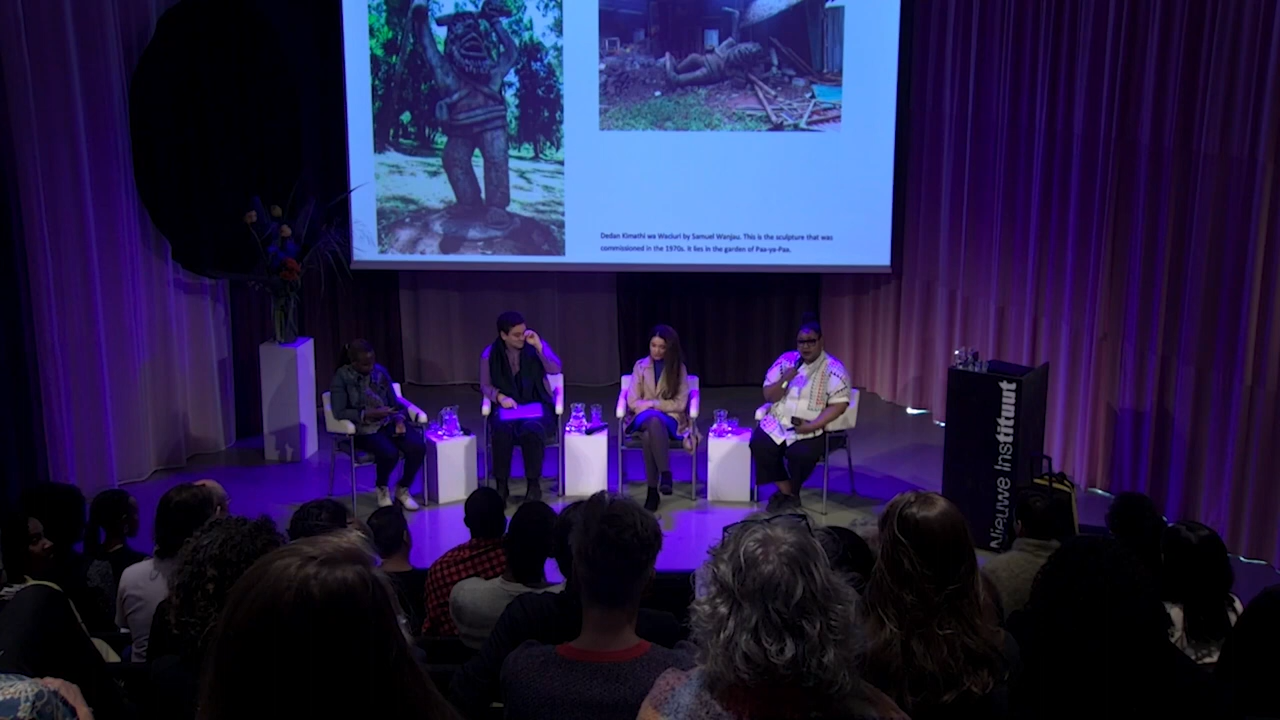 Dedan Kimathi wa Waciuri by Samuel Wanjau. This is the sculpture that was
commissioned in the 1970s. It lies in the garden of Paa-ya-Paa.
Nieuwe Instituut